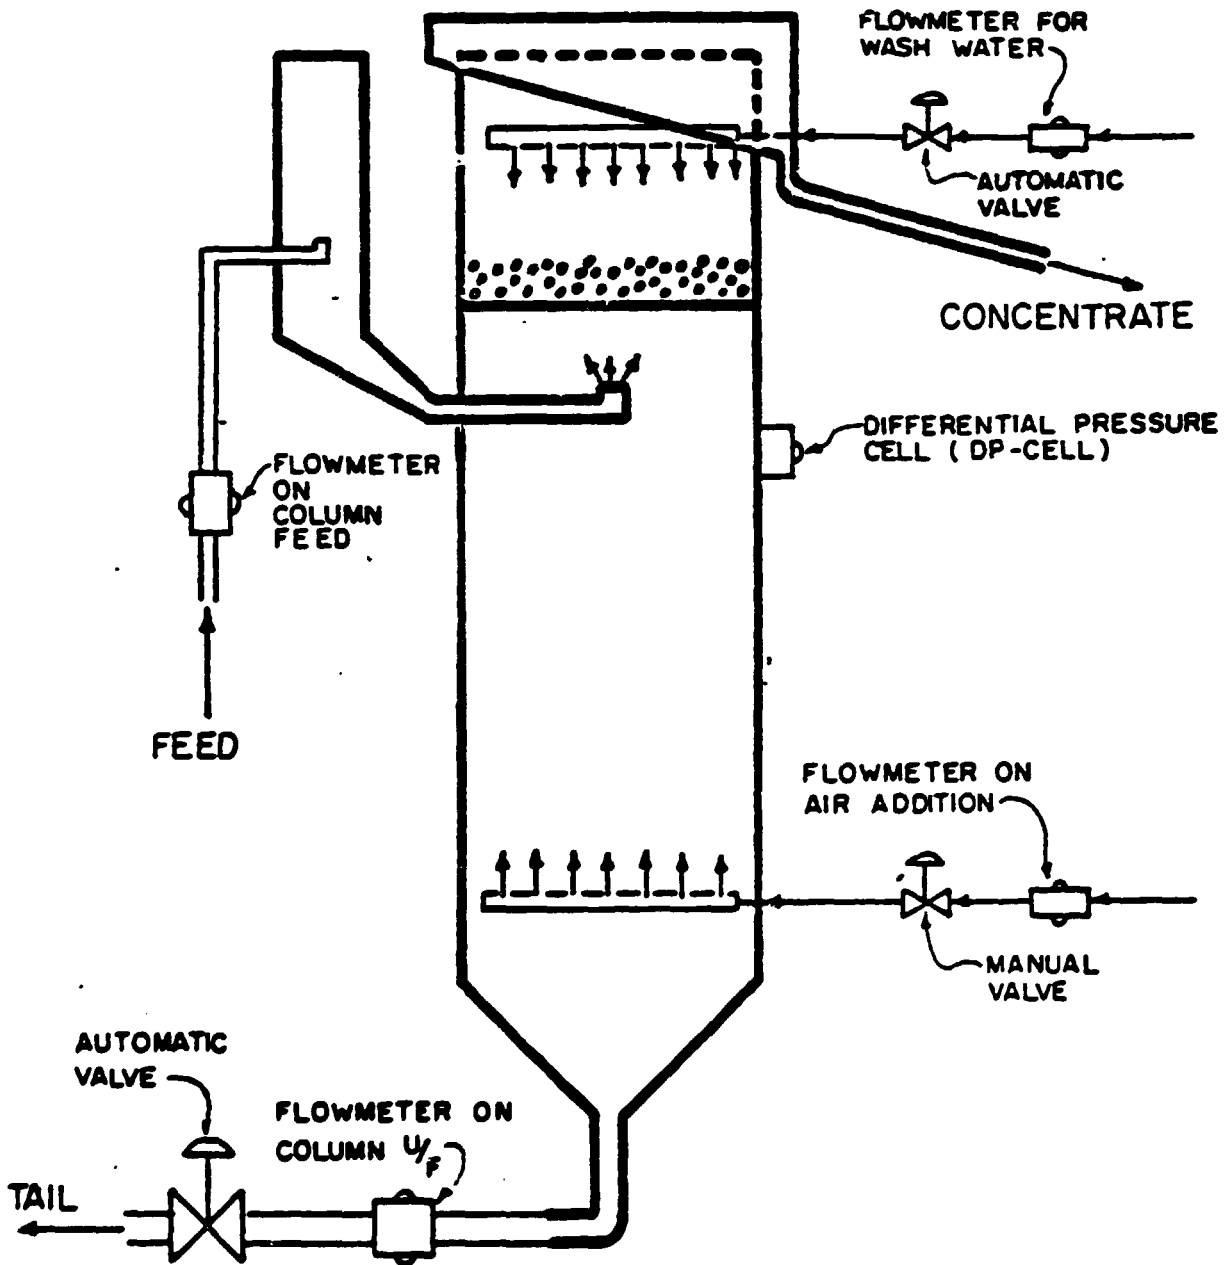 FLOWMETER FOR
WASH WATER
AUTOMATIC
VALVE
CONCENTRATE
DIFFERENTIAL PRESSURE
CELL ( DP-CELL )
FLOWMETER
ON
COLUMN
FEED
FEED
FLOWMETER ON
AIR ADDITION
MANUAL
VALVE
AUTOMATIC
VALVE
FLOWMETER ON
COLUMN U/F
TAIL